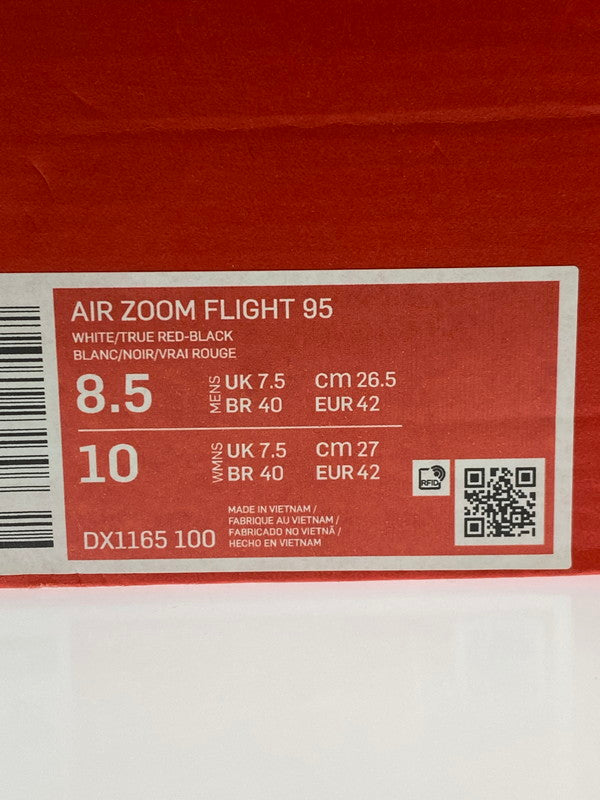 AIR ZOOM FLIGHT 95
WHITE/TRUE RED-BLACK
BLANC/NOIR/VRAI ROUGE
8.5 MENS UK 7.5 cm 26.5
BR 40 EUR 42
10 WMNS UK 7.5 cm 27
BR 40 EUR 42
RFID
DX1165 100
MADE IN VIETNAM /
FABRIQUE AU VIETNAM /
FABRICADO NO VIETNÃ /
HECHO EN VIETNAM